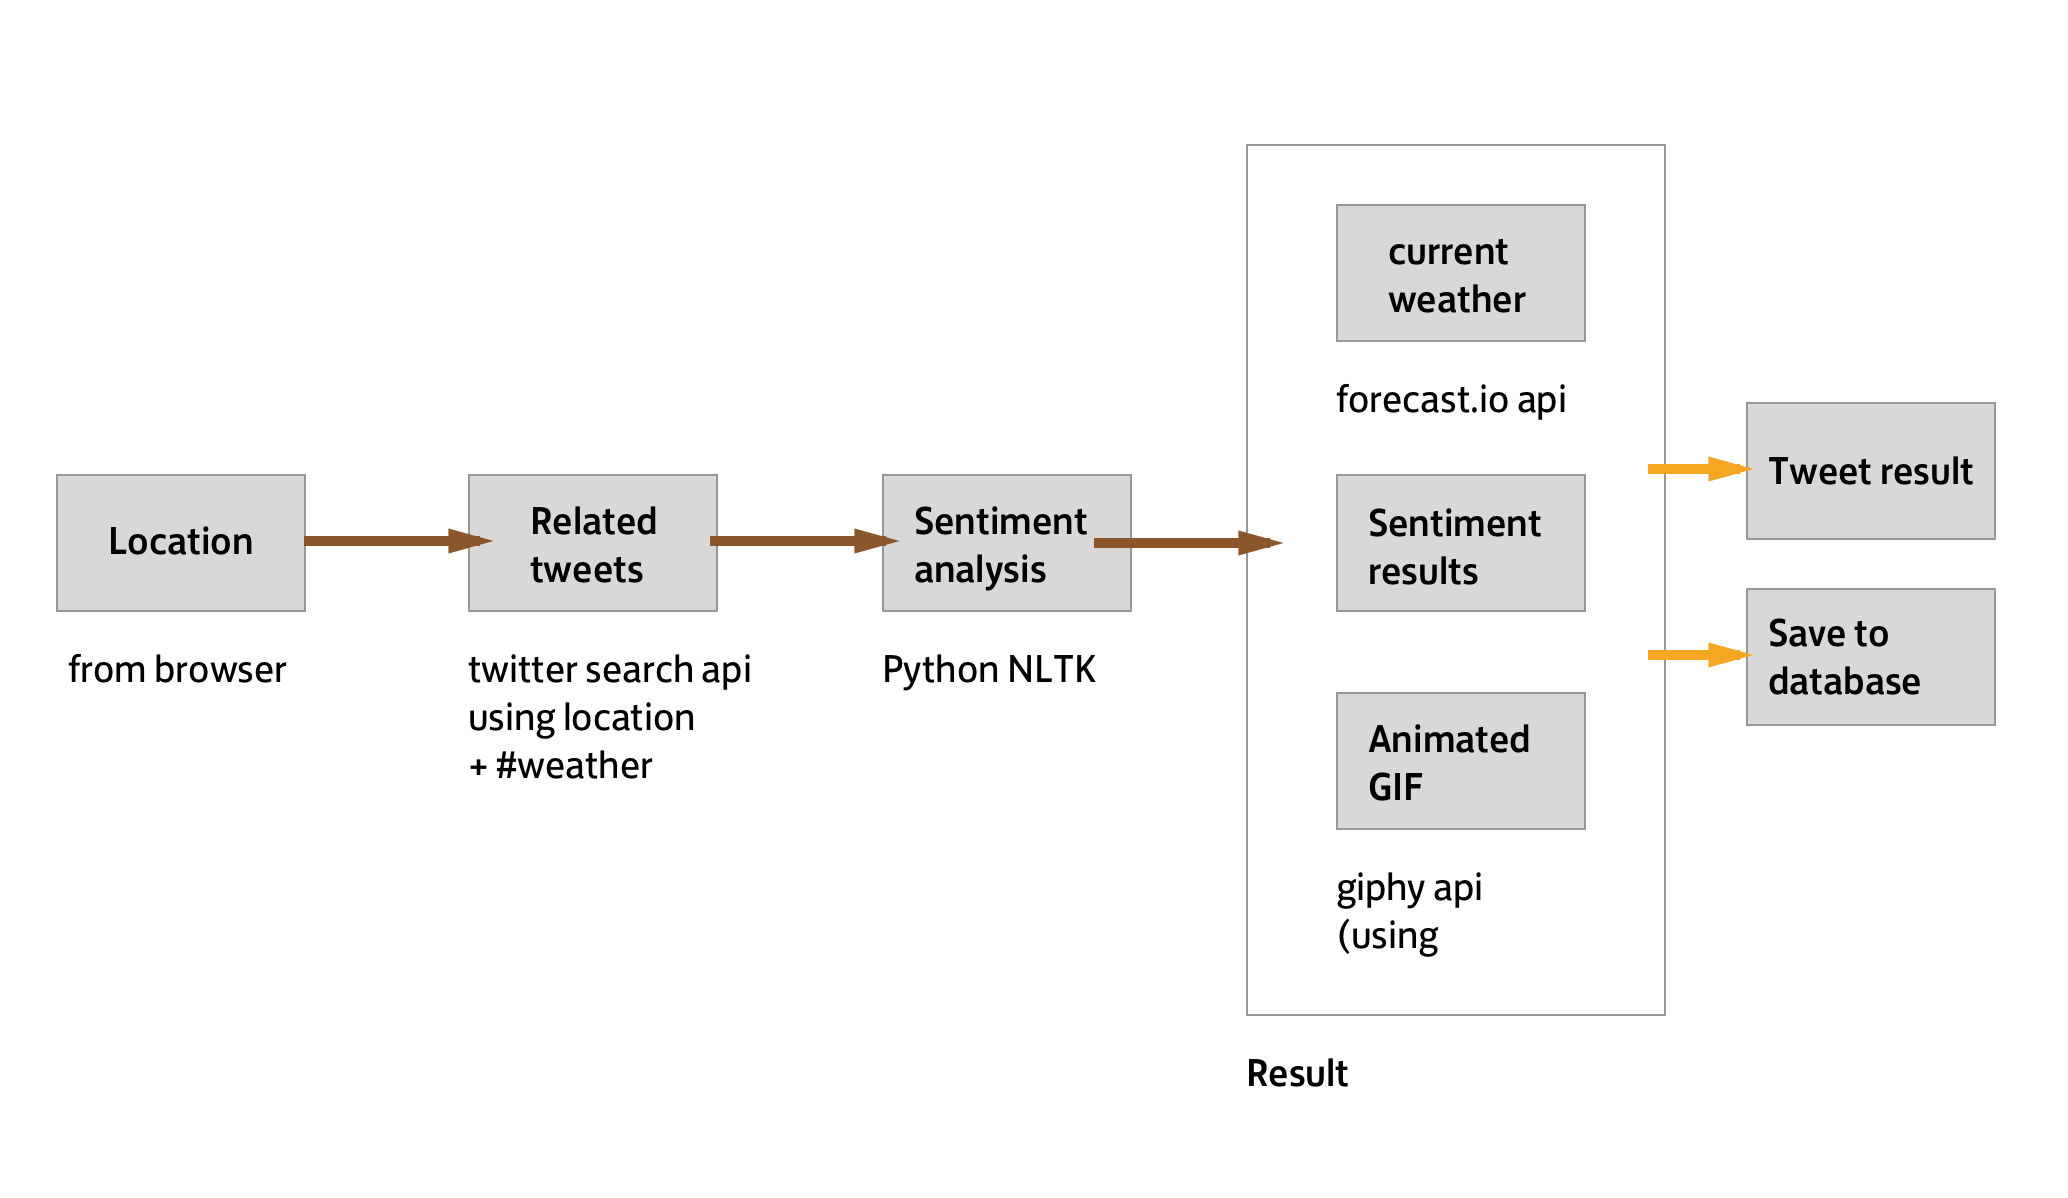 Location
from browser
Related
tweets
twitter search api
using location
+ #weather
Sentiment
analysis
Python NLTK
current
weather
forecast.io api
Sentiment
results
Animated
GIF
giphy api
(using
Result
Tweet result
Save to
database